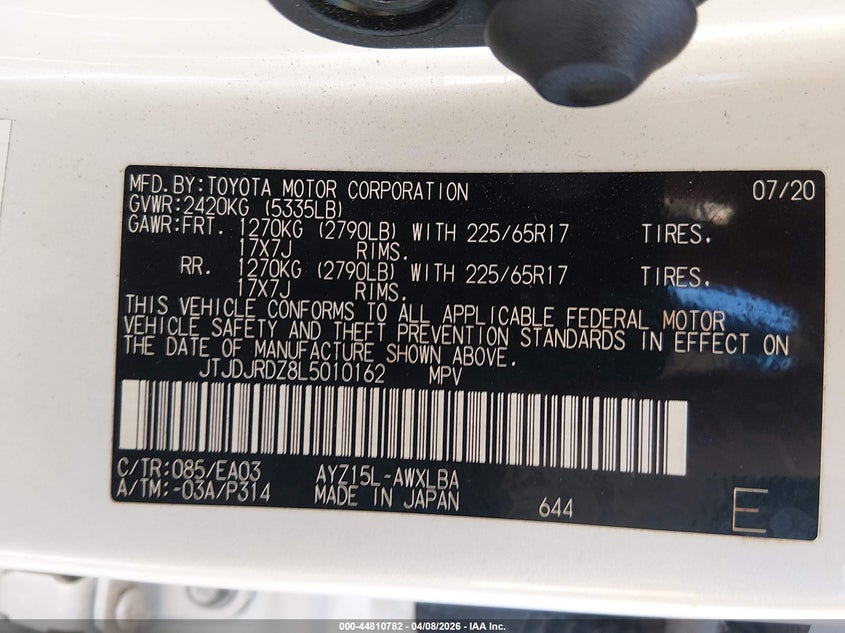 MFD.BY:TOYOTA MOTOR CORPORATION 07/20
GVWR:2420KG (5335LB)
GAWR:FRT. 1270KG (2790LB) WITH 225/65R17 TIRES.
17X7J RIMS.
RR. 1270KG (2790LB) WITH 225/65R17 TIRES.
17X7J RIMS.
THIS VEHICLE CONFORMS TO ALL APPLICABLE FEDERAL MOTOR
VEHICLE SAFETY AND THEFT PREVENTION STANDARDS IN EFFECT ON
THE DATE OF MANUFACTURE SHOWN ABOVE.
JTJDJRDZ8L5010162 MPV
C/TR:085/EA03 AYZ15L-AWXLBA
A/TM:-03A/P314 MADE IN JAPAN 644 E
000-44810782 - 04/08/2026 - IAA Inc.